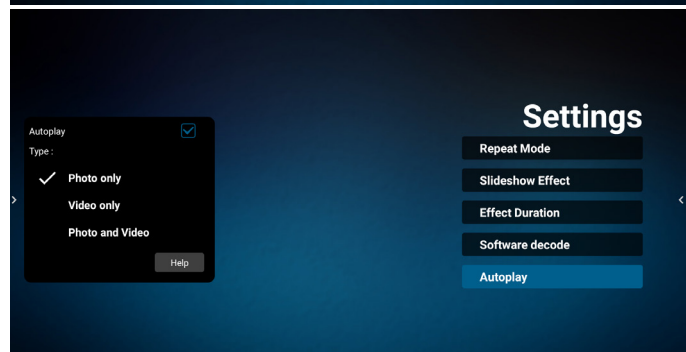 Settings
Autoplay
Type :
Photo only
Video only
Photo and Video
Help
Repeat Mode
Slideshow Effect
Effect Duration
Software decode
Autoplay